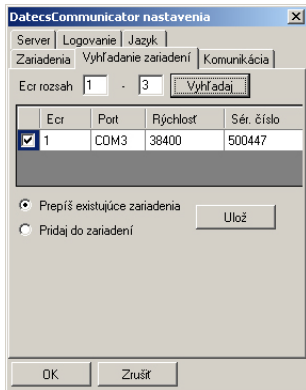 DatecsCommunicator nastavenia
Server Logovanie Jazyk
Zariadenia Vyhľadanie zariadení Komunikácia
Ecr rozsah 1 - 3 Vyhľadaj
Ecr Port Rýchlosť Sér. číslo
1 COM3 38400 500447
Prepíš existujúce zariadenia
Ulož
Pridaj do zariadení
OK Zrušiť